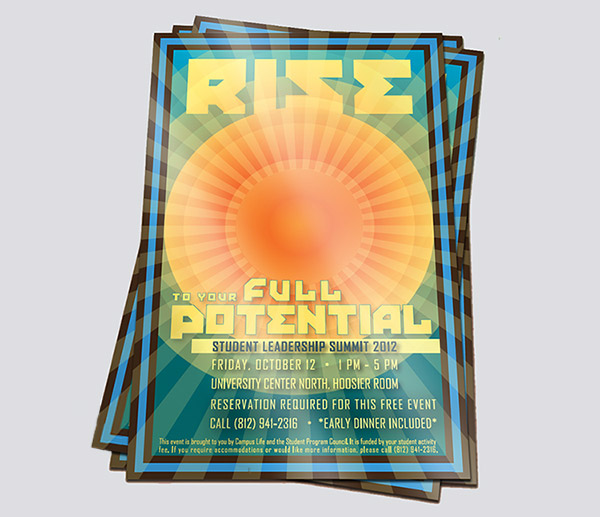 RISE
TO YOUR FULL
POTENTIAL
STUDENT LEADERSHIP SUMMIT 2012
FRIDAY, OCTOBER 12 • 1 PM - 5 PM
UNIVERSITY CENTER NORTH, HOOSIER ROOM
RESERVATION REQUIRED FOR THIS FREE EVENT
CALL (812) 941-2316 • *EARLY DINNER INCLUDED*
This event is brought to you by Campus Life and the Student Program Council. It is funded by your student activity
fee. If you require accommodations or would like more information, please call (812) 941-2316.